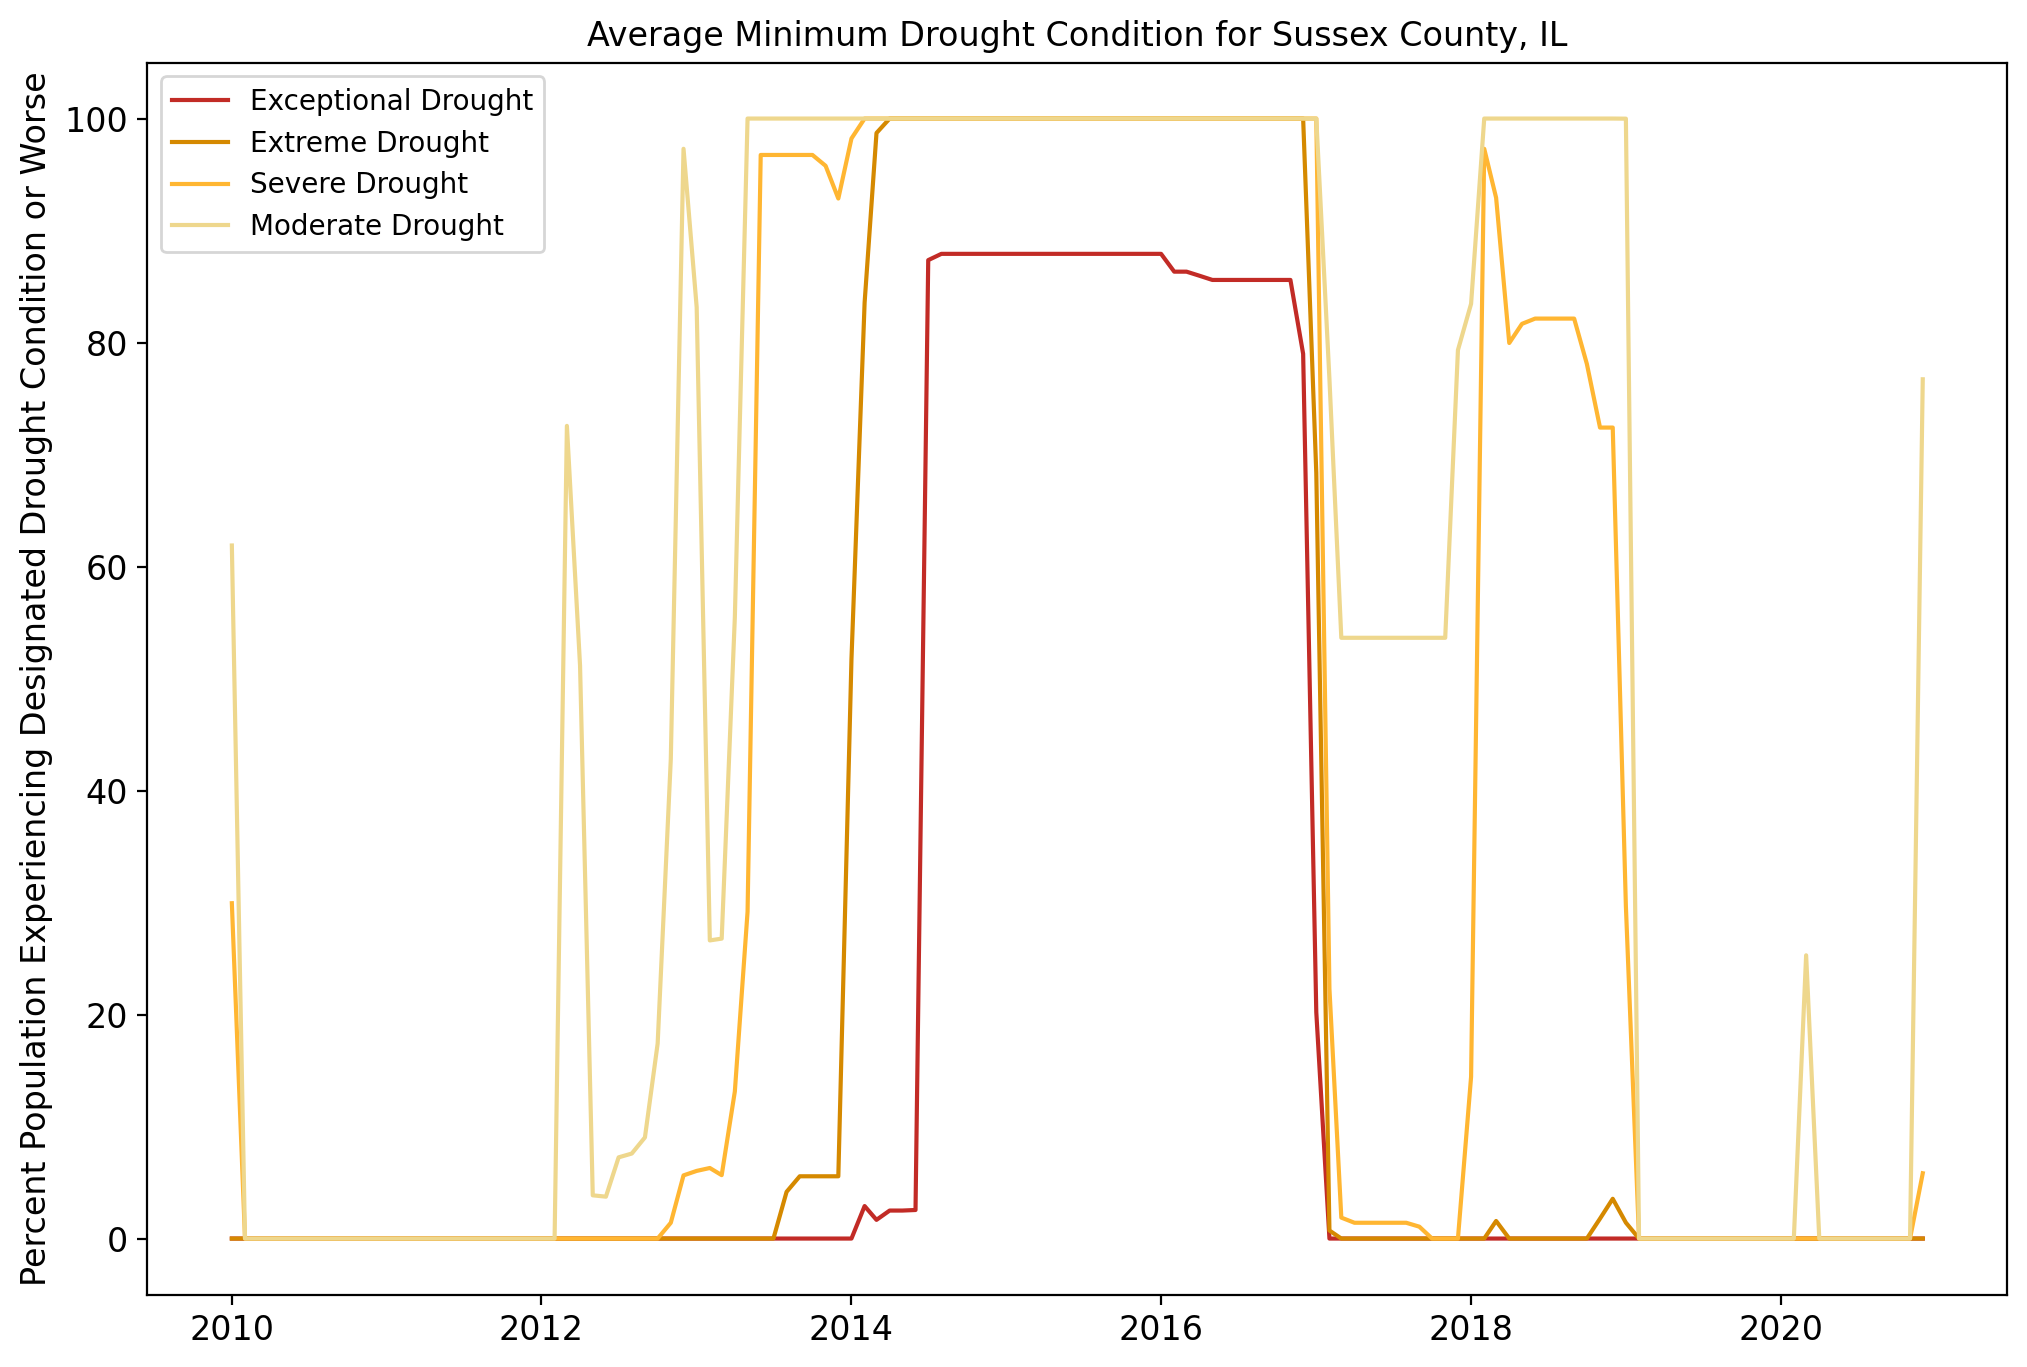 Average Minimum Drought Condition for Sussex County, IL
Percent Population Experiencing Designated Drought Condition or Worse
Exceptional Drought
Extreme Drought
Severe Drought
Moderate Drought
100
80
60
40
20
0
2010
2012
2014
2016
2018
2020